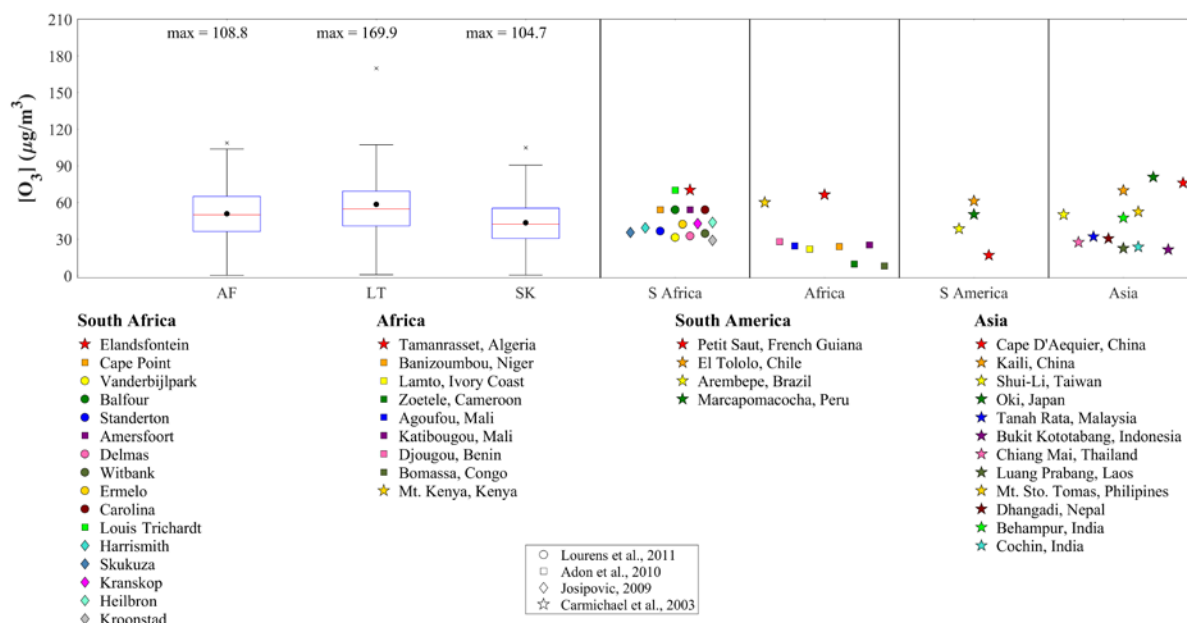 210
180
150
120
90
60
30
0
[O3] (µg/m3)
max = 108.8
max = 169.9
max = 104.7
AF
LT
SK
S Africa
Africa
S America
Asia
South Africa
Elandsfontein
Cape Point
Vanderbijlpark
Balfour
Standerton
Amersfoort
Delmas
Witbank
Ermelo
Carolina
Louis Trichardt
Harrismith
Skukuza
Kranskop
Heilbron
Kroonstad
Africa
Tamanrasset, Algeria
Banizoumbou, Niger
Lamto, Ivory Coast
Zoetele, Cameroon
Agoufou, Mali
Katibougou, Mali
Djougou, Benin
Bomassa, Congo
Mt. Kenya, Kenya
South America
Petit Saut, French Guiana
El Tololo, Chile
Arembepe, Brazil
Marcapomacocha, Peru
Asia
Cape D'Aequier, China
Kaili, China
Shui-Li, Taiwan
Oki, Japan
Tanah Rata, Malaysia
Bukit Kototabang, Indonesia
Chiang Mai, Thailand
Luang Prabang, Laos
Mt. Sto. Tomas, Philipines
Dhangadi, Nepal
Behampur, India
Cochin, India
Lourens et al., 2011
Adon et al., 2010
Josipovic, 2009
Carmichael et al., 2003